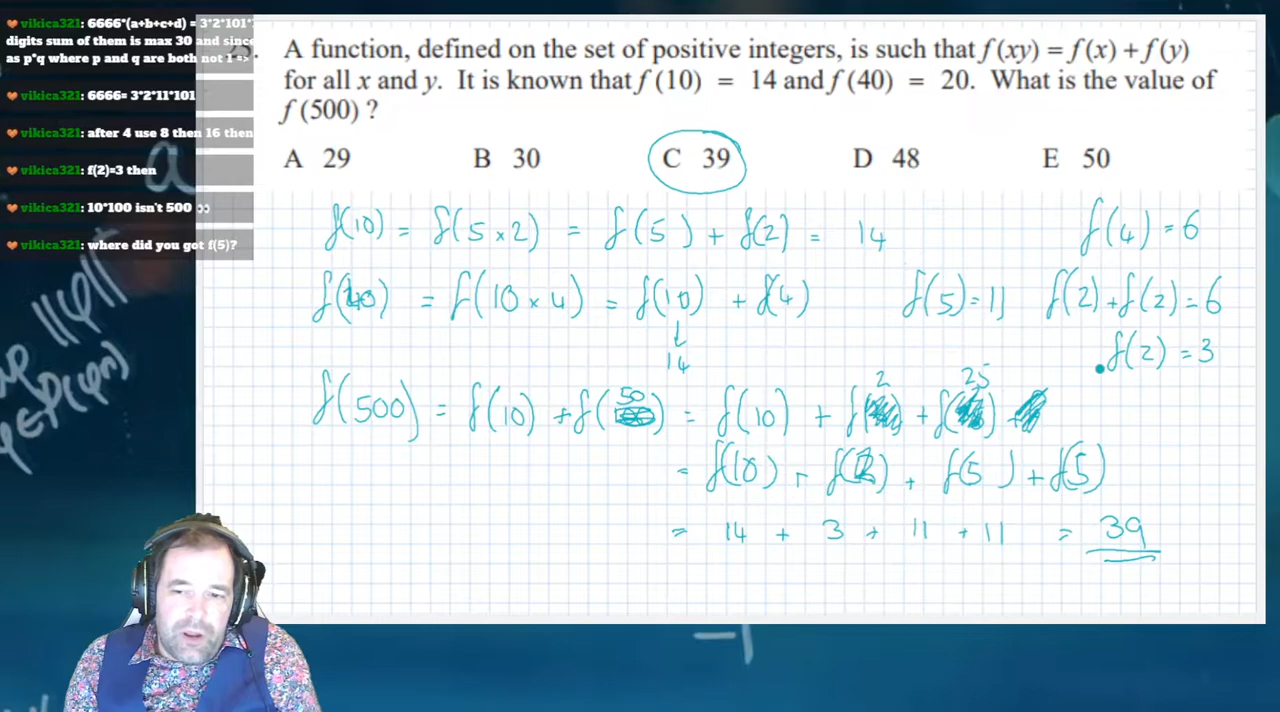 vikica321: 6666*(a+b+c+d) = 3*2*101*
digits sum of them is max 30 and since
as p*q where p and q are both not 1 =>
vikica321: 6666= 3*2*11*101
vikica321: after 4 use 8 then 16 then
vikica321: f(2)=3 then
vikica321: 10*100 isn't 500
vikica321: where did you got f(5)?
A function, defined on the set of positive integers, is such that f(xy) = f(x) + f(y)
for all x and y. It is known that f(10) = 14 and f(40) = 20. What is the value of
f(500) ?
A 29 B 30 C 39 D 48 E 50
f(10) = f(5 × 2) = f(5) + f(2) = 14
f(4) = 6
f(40) = f(10 × 4) = f(10) + f(4)
f(5) = 11
f(2) + f(2) = 6
14
f(2) = 3
f(500) = f(10) + f(50) = f(10) + f(2) + f(25)
= f(10) + f(2) + f(5) + f(5)
= 14 + 3 + 11 + 11 = 39